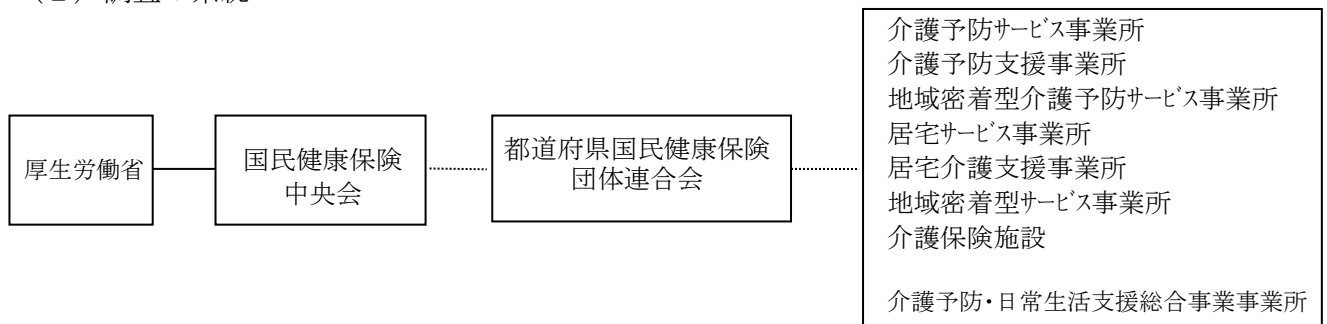 厚生労働省
国民健康保険
中央会
都道府県国民健康保険
団体連合会
介護予防ｻｰﾋﾞｽ事業所
介護予防支援事業所
地域密着型介護予防ｻｰﾋﾞｽ事業所
居宅ｻｰﾋﾞｽ事業所
居宅介護支援事業所
地域密着型ｻｰﾋﾞｽ事業所
介護保険施設
介護予防・日常生活支援総合事業事業所